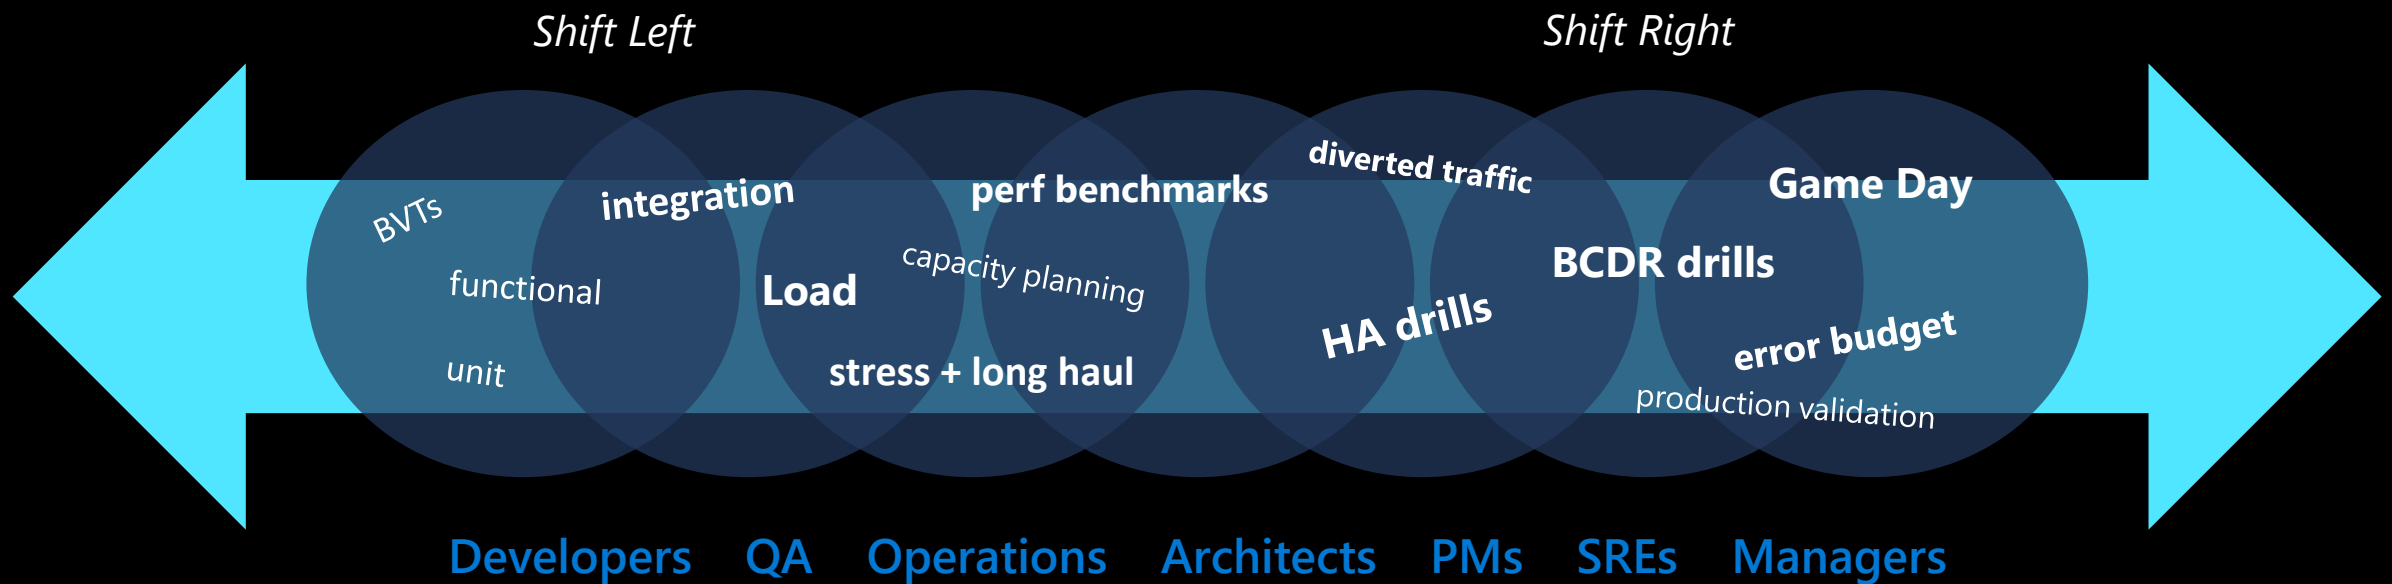 Shift Left
Shift Right
BVTs
functional
unit
integration
Load
stress + long haul
capacity planning
perf benchmarks
diverted traffic
HA drills
BCDR drills
Game Day
error budget
production validation
Developers QA Operations Architects PMs SREs Managers